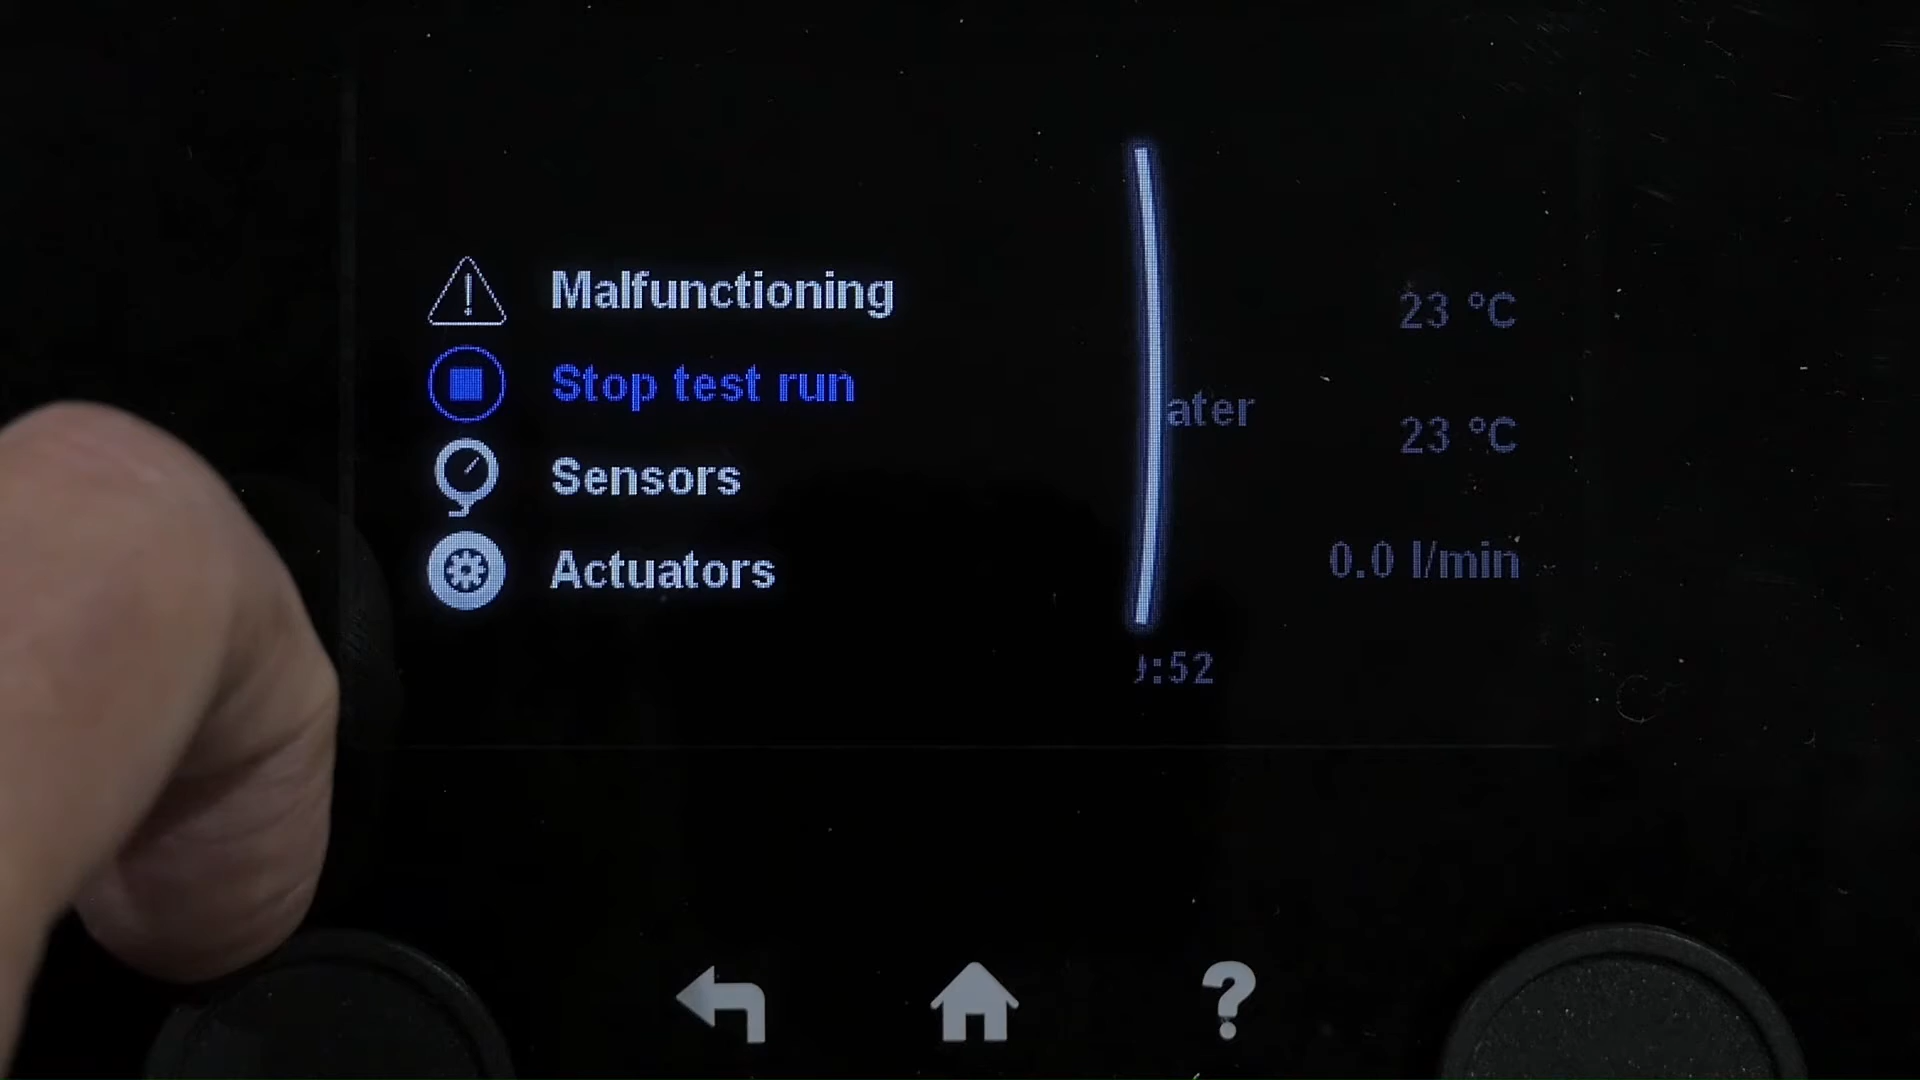 Malfunctioning
Stop test run
Sensors
Actuators
23 °C
ater
23 °C
0.0 l/min
:52
?